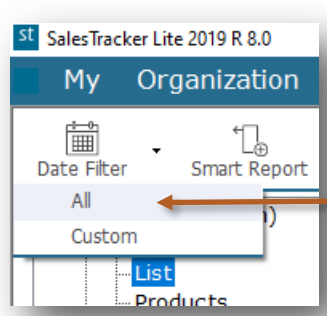 st SalesTracker Lite 2019 R 8.0
My Organization
Date Filter Smart Report
All
Custom
List
Products